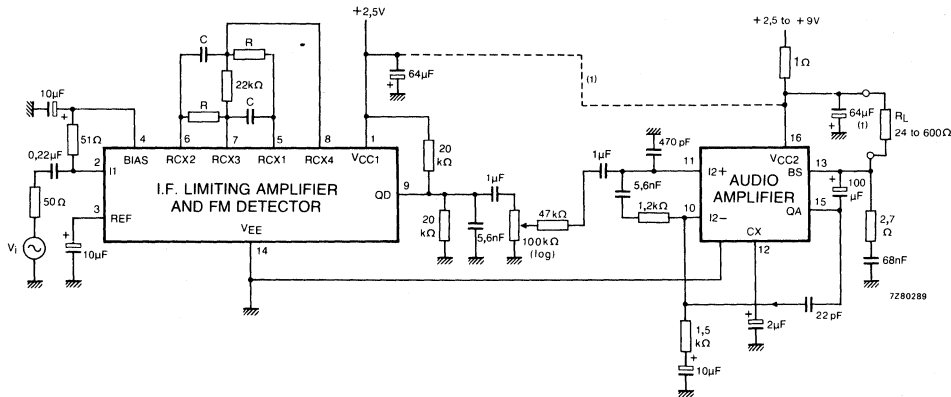 +2,5V
+ 2,5 to + 9V
1Ω
C
R
22kΩ
R
C
64μF
+
(1)
64μF
(1)
+
RL
24 to 600Ω
10μF
+
51Ω
0,22μF
50Ω
Vi
10μF
+
4
6
7
5
8
1
2
3
9
14
BIAS
RCX2
RCX3
RCX1
RCX4
VCC1
I1
REF
QD
VEE
I.F. LIMITING AMPLIFIER
AND FM DETECTOR
20
kΩ
20
kΩ
5,6nF
1μF
100kΩ
(log)
47kΩ
1μF
470pF
5,6nF
1,2kΩ
11
10
16
13
15
12
VCC2
I2+
BS
AUDIO
AMPLIFIER
I2-
QA
CX
+
100
μF
2,7
Ω
68nF
22pF
+
2μF
1,5
kΩ
+
10μF
7Z80289